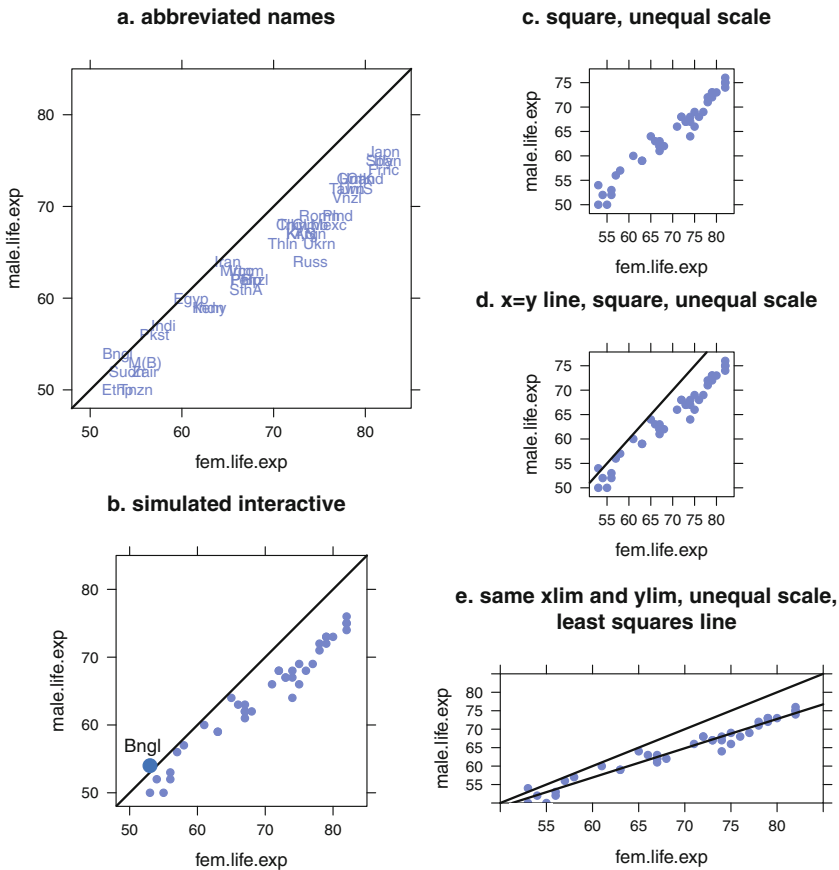 a. abbreviated names
80
70
60
50
50 60 70 80
male.life.exp
fem.life.exp
Japn
Frnc
Vnzl
Plnd
Mexc
Thln Ukrn
Russ
Iran
SthA
Egyp
Indi
Pkst
Bngl
M(B)
Sudn Zair
Ethp Tnzn
b. simulated interactive
80
70
60
50
50 60 70 80
male.life.exp
fem.life.exp
Bngl
c. square, unequal scale
75
70
65
60
55
50
55 60 65 70 75 80
male.life.exp
fem.life.exp
d. x=y line, square, unequal scale
75
70
65
60
55
50
55 60 65 70 75 80
male.life.exp
fem.life.exp
e. same xlim and ylim, unequal scale,
least squares line
80
75
70
65
60
55
55 60 65 70 75 80
male.life.exp
fem.life.exp